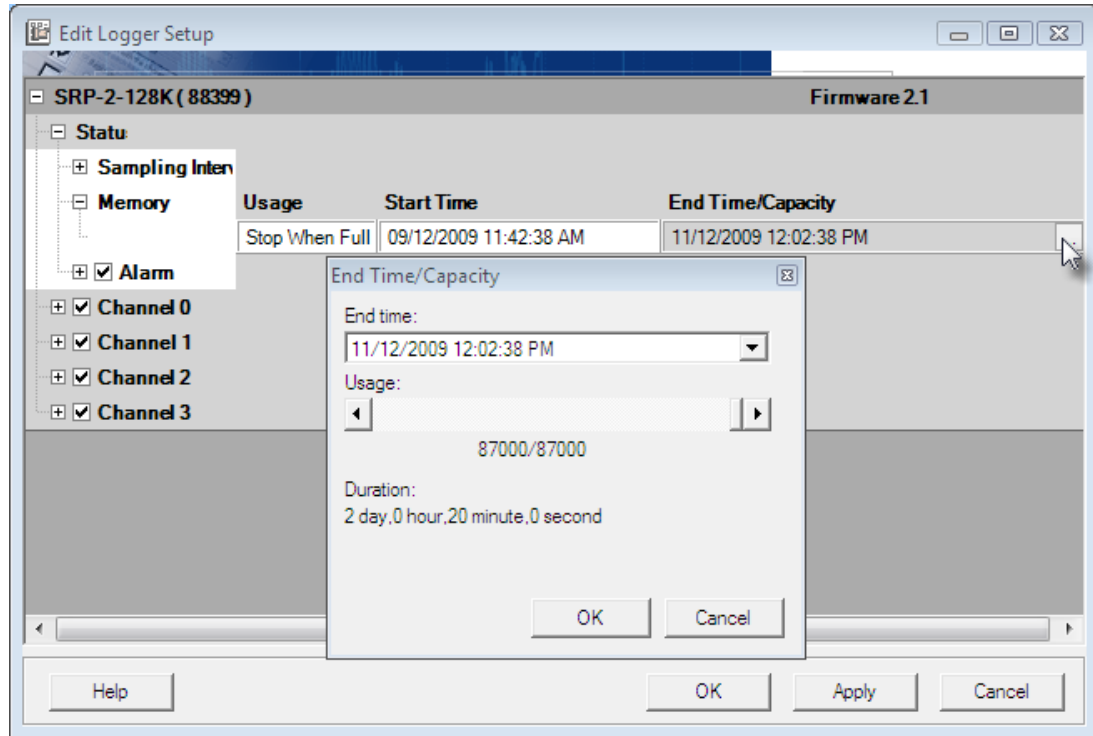 Edit Logger Setup
SRP-2-128K ( 88399 ) Firmware 2.1
Statu
Sampling Interv
Memory Usage Start Time End Time/Capacity
Stop When Full 09/12/2009 11:42:38 AM 11/12/2009 12:02:38 PM ...
Alarm
Channel 0
Channel 1
Channel 2
Channel 3
End Time/Capacity
End time:
11/12/2009 12:02:38 PM
Usage:
87000/87000
Duration:
2 day,0 hour,20 minute,0 second
OK Cancel
Help OK Apply Cancel